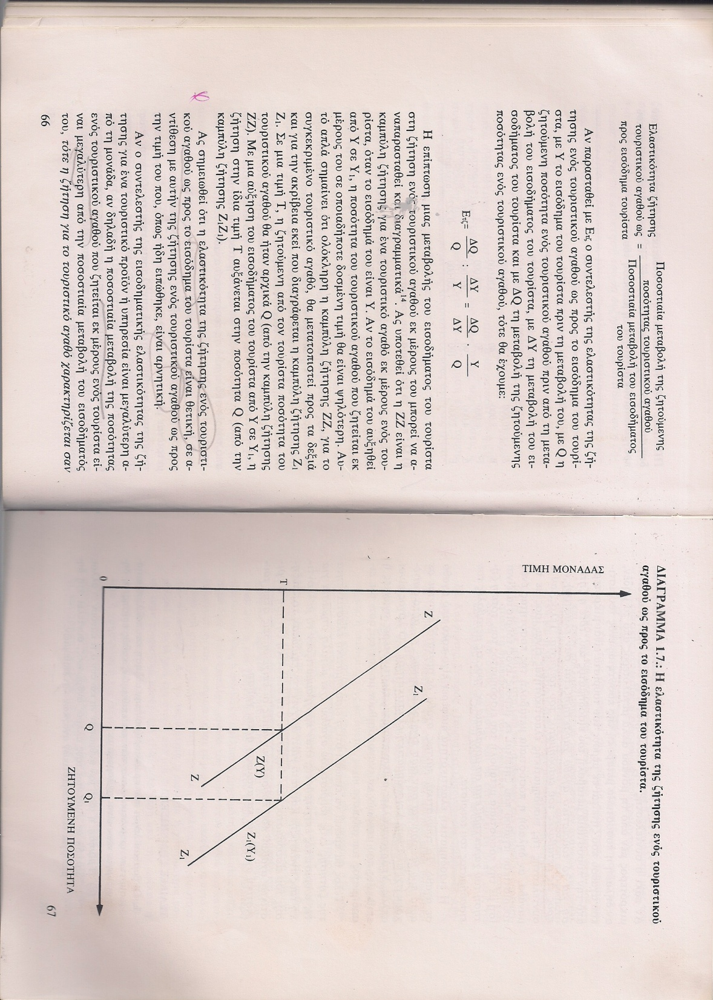 Ελαστικότητα ζήτησης
τουριστικού αγαθού ως
προς εισόδημα τουρίστα
=
Ποσοστιαία μεταβολή της ζητούμενης
ποσότητας τουριστικού αγαθού
Ποσοστιαία μεταβολή του εισοδήματος
του τουρίστα
Αν παρασταθεί με Eτζ ο συντελεστής της ελαστικότητας της ζή-
τησης ενός τουριστικού αγαθού ως προς το εισόδημα του τουρί-
στα, με Υ το εισόδημα του τουρίστα πριν τη μεταβολή του, με Q η
ζητούμενη ποσότητα ενός τουριστικού αγαθού πριν από τη μετα-
βολή του εισοδήματος του τουρίστα, με ΔΥ τη μεταβολή του ει-
σοδήματος του τουρίστα και με ΔQ τη μεταβολή της ζητούμενης
ποσότητας ενός τουριστικού αγαθού, τότε θα έχουμε:
Eτζ= ΔQ/Q : ΔY/Y = ΔQ/ΔY · Y/Q
Η επίπτωση μιας μεταβολής του εισοδήματος του τουρίστα
στη ζήτηση ενός τουριστικού αγαθού εκ μέρους του μπορεί να α-
ναπαρασταθεί και διαγραμματικά14. Ας υποτεθεί ότι η ΖΖ είναι η
καμπύλη ζήτησης για ένα τουριστικό αγαθό εκ μέρους ενός του-
ρίστα, όταν το εισόδημά του είναι Υ. Αν το εισόδημά του αυξηθεί
από Υ σε Υ1, η ποσότητα του τουριστικού αγαθού που ζητείται εκ
μέρους του σε οποιαδήποτε δοσμένη τιμή θα είναι ψηλότερη. Αυ-
τό απλά σημαίνει ότι ολόκληρη η καμπύλη ζήτησης ΖΖ, για το
συγκεκριμένο τουριστικό αγαθό, θα μετατοπιστεί προς τα δεξιά
και για την ακρίβεια εκεί που διαγράφεται η καμπύλη ζήτησης Ζ1
Ζ1. Σε μια τιμή Τ, η ζητούμενη από τον τουρίστα ποσότητα του
τουριστικού αγαθού θα ήταν αρχικά Q (από την καμπύλη ζήτησης
ΖΖ). Με μια αύξηση του εισοδήματος του τουρίστα από Υ σε Υ1, η
ζήτηση στην ίδια τιμή Τ αυξάνεται στην ποσότητα Q (από την
καμπύλη ζήτησης Ζ1Ζ1).
Ας σημειωθεί ότι η ελαστικότητα της ζήτησης ενός τουριστι-
κού αγαθού ως προς το εισόδημα του τουρίστα είναι θετική, σε α-
ντίθεση με αυτήν της ζήτησης ενός τουριστικού αγαθού ως προς
την τιμή του που, όπως ήδη ειπώθηκε, είναι αρνητική.
Αν ο συντελεστής της εισοδηματικής ελαστικότητας της ζή-
τησης για ένα τουριστικό προϊόν ή υπηρεσία είναι μεγαλύτερη α-
πό τη μονάδα, αν δηλαδή η ποσοστιαία μεταβολή της ποσότητας
ενός τουριστικού αγαθού που ζητείται εκ μέρους ενός τουρίστα εί-
ναι μεγαλύτερη από την ποσοστιαία μεταβολή του εισοδήματός
του, τότε η ζήτηση για το τουριστικό αγαθό χαρακτηρίζεται σαν
66
ΔΙΑΓΡΑΜΜΑ 1.7.: Η ελαστικότητα της ζήτησης ενός τουριστικού
αγαθού ως προς το εισόδημα του τουρίστα.
ΤΙΜΗ ΜΟΝΑΔΑΣ
Z
Z1
T
Z(Y)
Z1(Y1)
Z
Z1
0
Q
Q1
ΖΗΤΟΥΜΕΝΗ ΠΟΣΟΤΗΤΑ
67